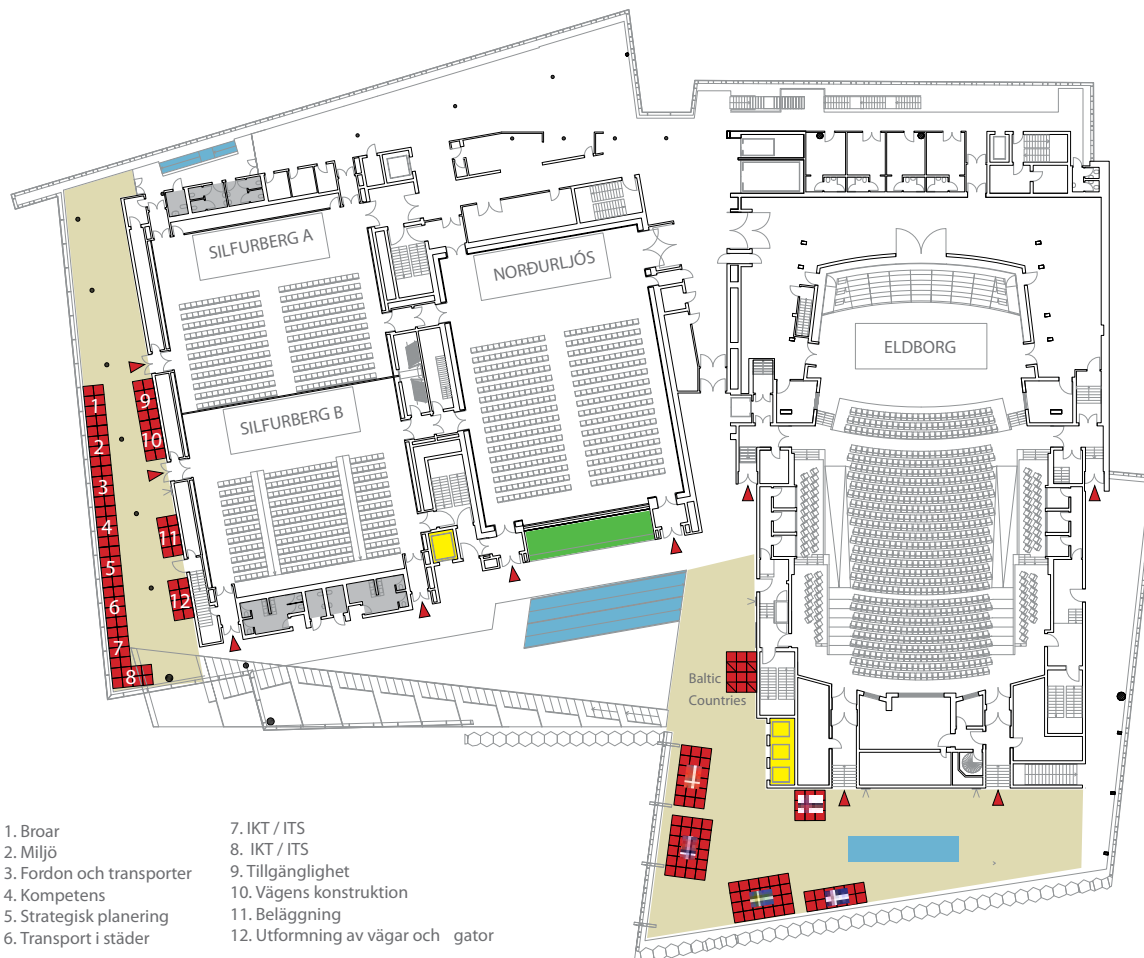 SILFURBERG A
NORÐURLJÓS
ELDBORG
SILFURBERG B
1
2
3
4
5
6
7
8
9
10
11
12
Baltic
Countries
1. Broar
2. Miljö
3. Fordon och transporter
4. Kompetens
5. Strategisk planering
6. Transport i städer
7. IKT / ITS
8. IKT / ITS
9. Tillgänglighet
10. Vägens konstruktion
11. Beläggning
12. Utformning av vägar och gator